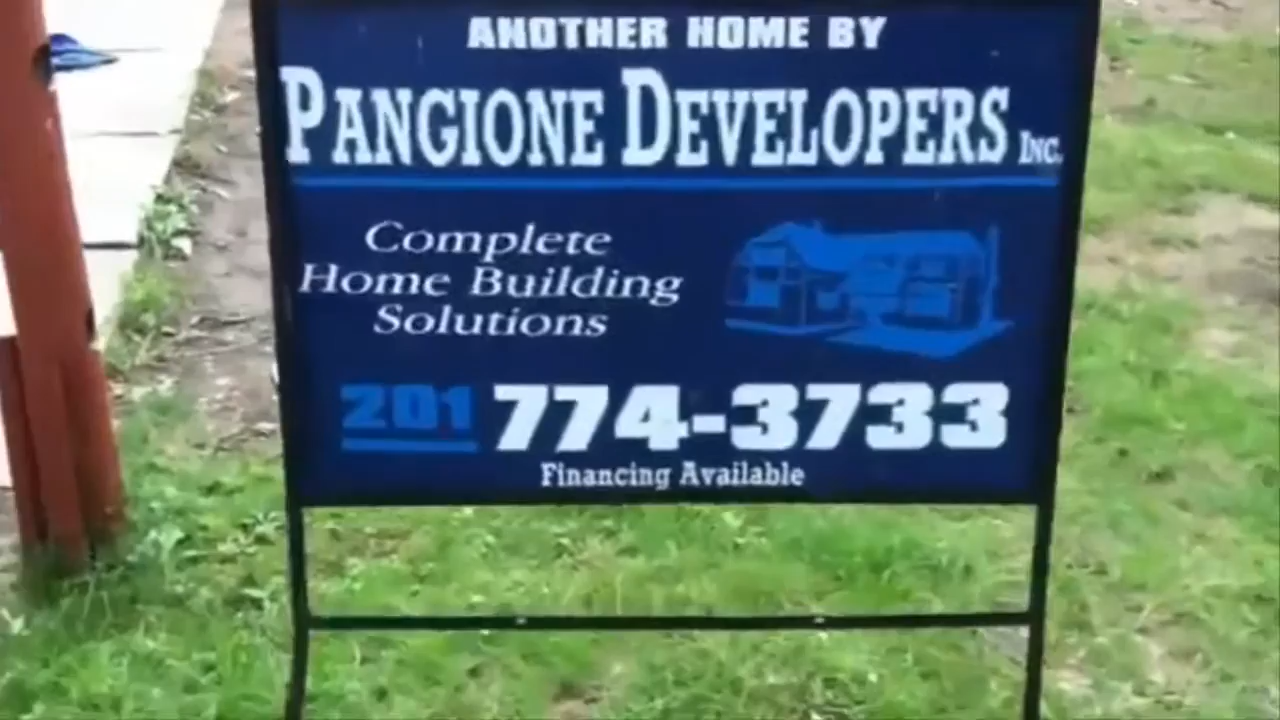 ANOTHER HOME BY
PANGIONE DEVELOPERS INC.
Complete
Home Building
Solutions
201 774-3733
Financing Available